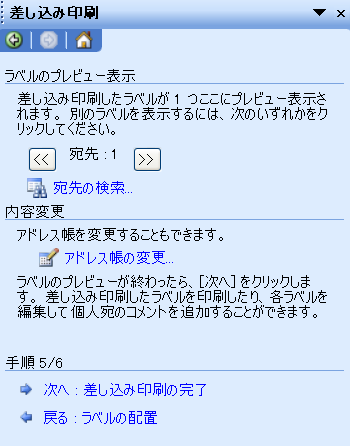 差し込み印刷
ラベルのプレビュー表示
差し込み印刷したラベルが 1 つここにプレビュー表示さ
れます。別のラベルを表示するには、次のいずれかをク
リックしてください。
<< 宛先 : 1 >>
宛先の検索...
内容変更
アドレス帳を変更することもできます。
アドレス帳の変更...
ラベルのプレビューが終わったら、[次へ] をクリックしま
す。差し込み印刷したラベルを印刷したり、各ラベルを
編集して個人宛のコメントを追加することができます。
手順 5/6
次へ : 差し込み印刷の完了
戻る : ラベルの配置